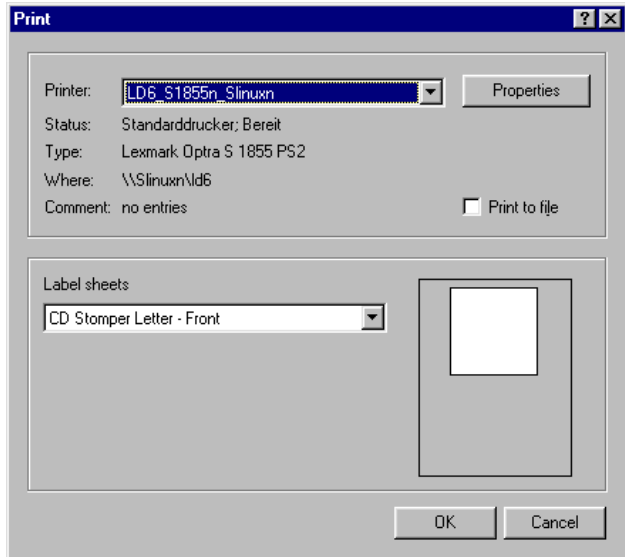 Print
Printer: LD6_S1855n_Slinuxn Properties
Status: Standarddrucker; Bereit
Type: Lexmark Optra S 1855 PS2
Where: \\Slinuxn\ld6
Comment: no entries Print to file
Label sheets
CD Stomper Letter - Front
OK Cancel